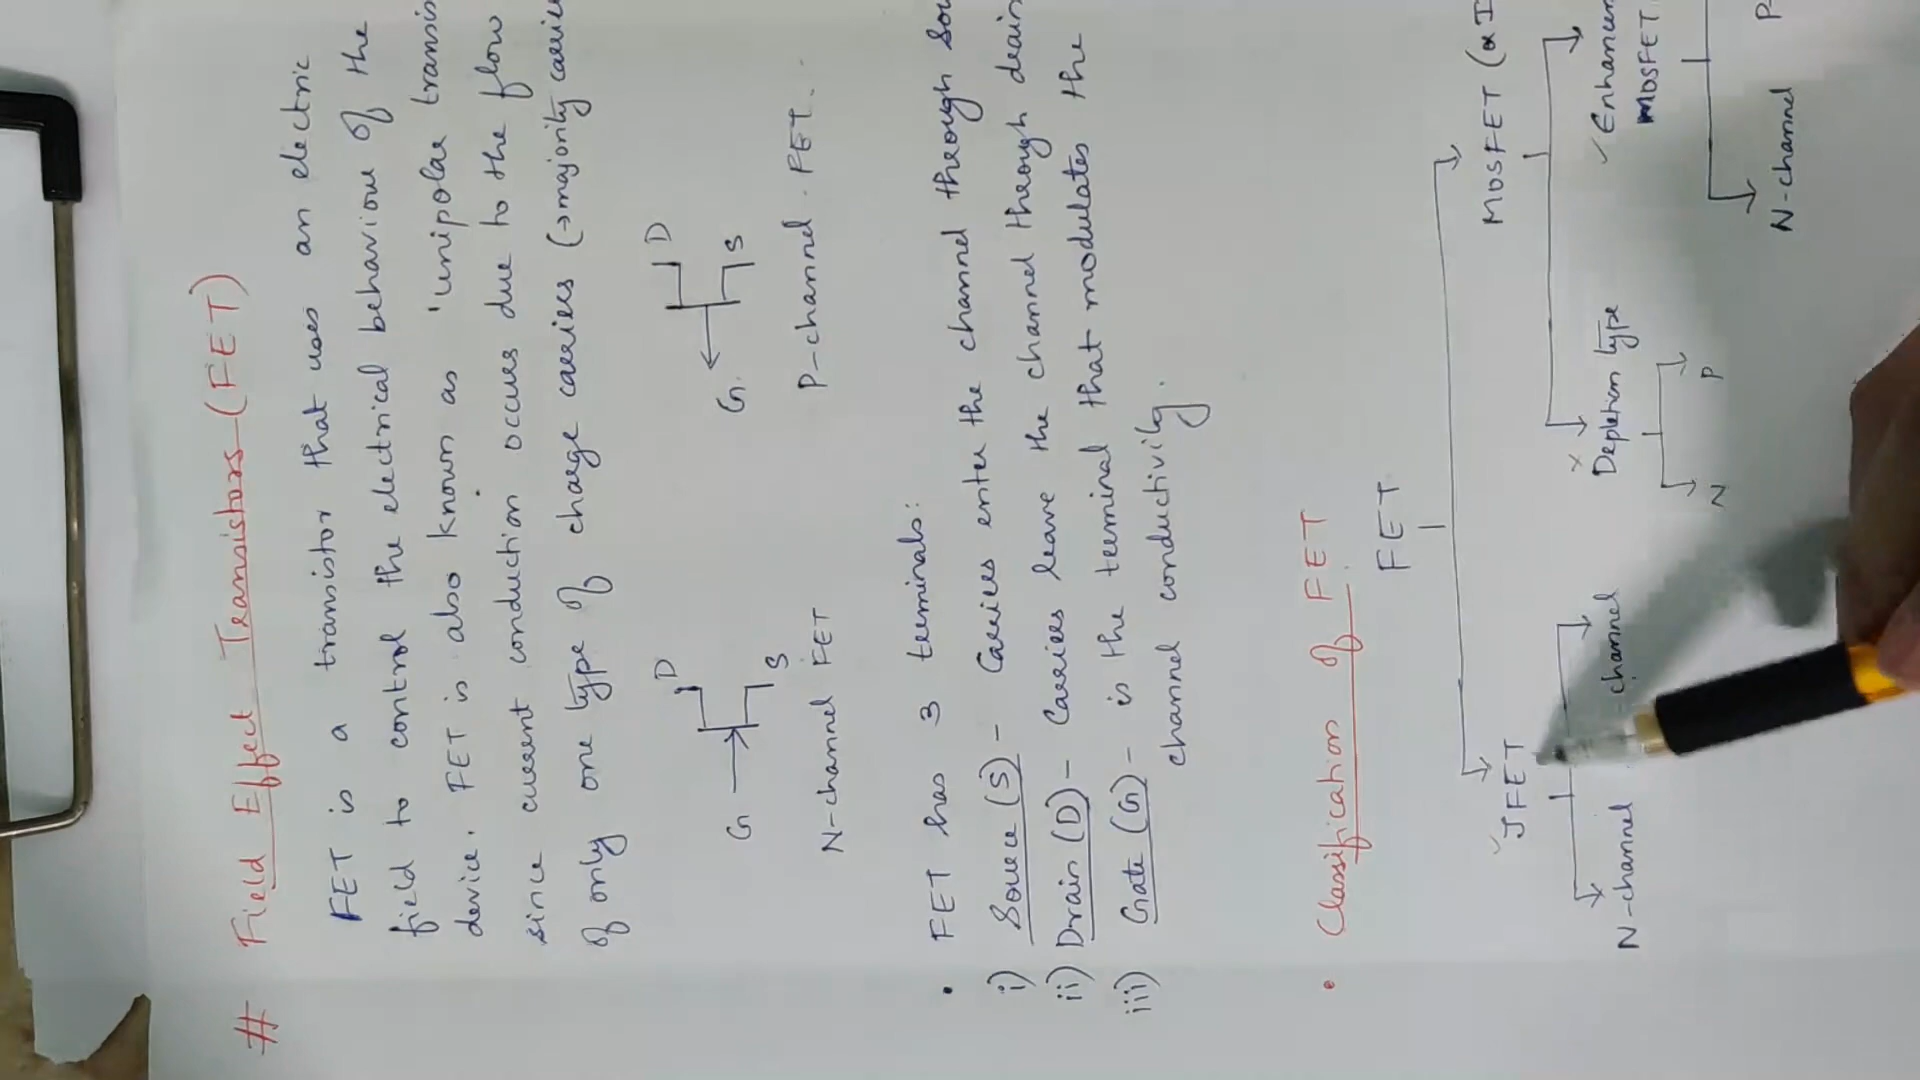 # Field Effect Transistors (FET)
FET is a transistor that uses an electric
field to control the electrical behaviour of the
device. FET is also known as 'unipolar transis
since current conduction occurs due to the flow
of only one type of charge carriers (→majority carrie
D
G
S
N-channel FET
D
G
S
P-channel FET
• FET has 3 terminals:
i) Source (S) - Carriers enter the channel through Sou
ii) Drain (D) - Carriers leave the channel through drain
iii) Gate (G) - is the terminal that modulates the
channel conductivity.
• Classification of FET
FET
✓ JFET
MOSFET (or I
N-channel
-channel
× Depletion type
✓ Enhancem
MOSFET
N
P
N-channel
P-